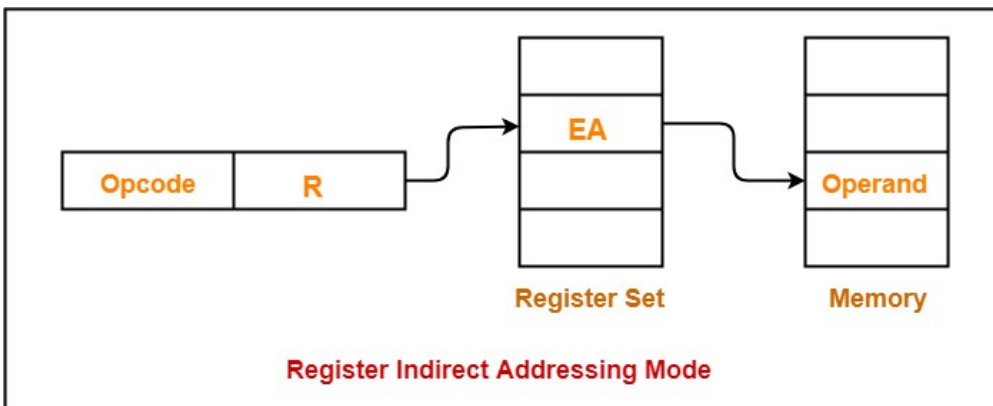 EA
Opcode
R
Operand
Register Set
Memory
Register Indirect Addressing Mode